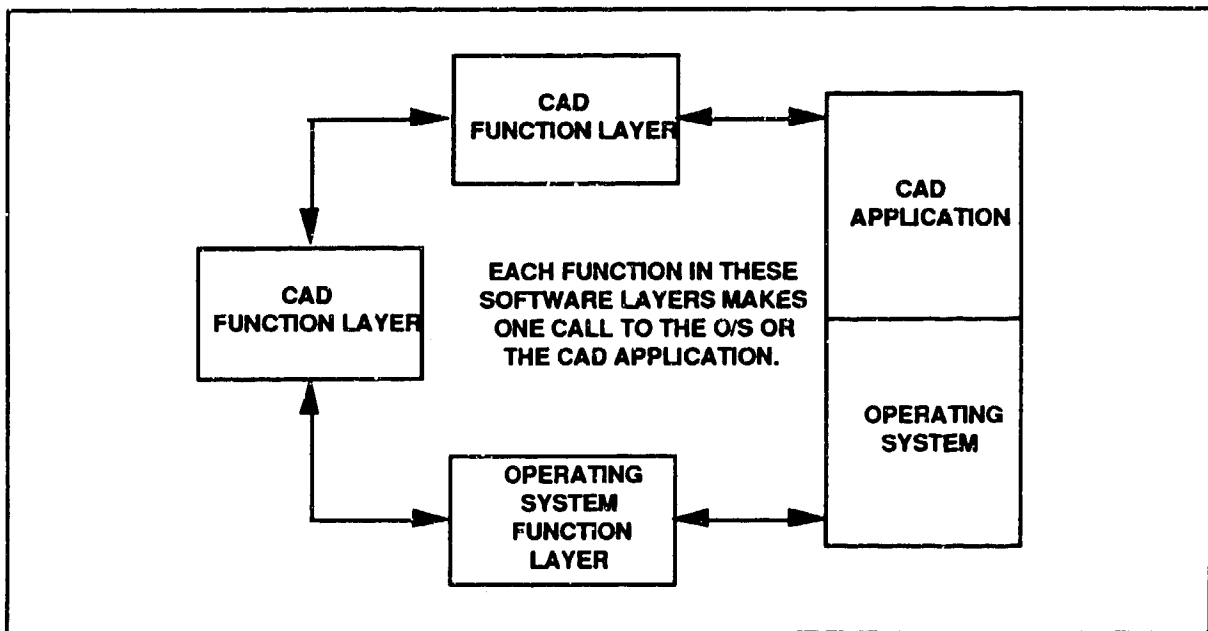 CAD
FUNCTION LAYER
CAD
APPLICATION
CAD
FUNCTION LAYER
EACH FUNCTION IN THESE
SOFTWARE LAYERS MAKES
ONE CALL TO THE O/S OR
THE CAD APPLICATION.
OPERATING
SYSTEM
OPERATING
SYSTEM
FUNCTION
LAYER